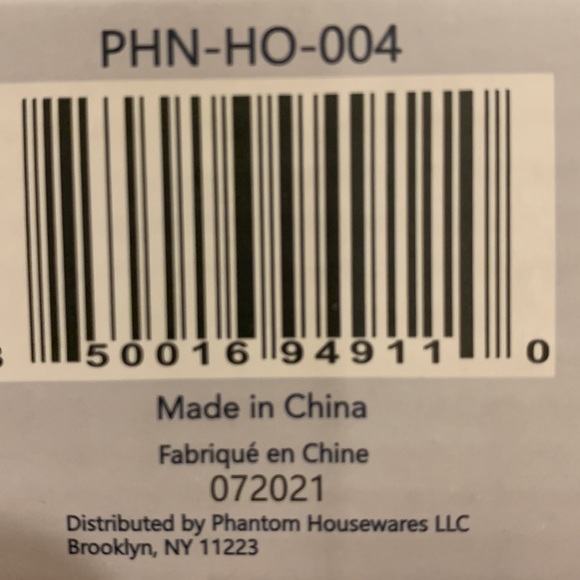 PHN-HO-004
8 50016 94911 0
Made in China
Fabriqué en Chine
072021
Distributed by Phantom Housewares LLC
Brooklyn, NY 11223